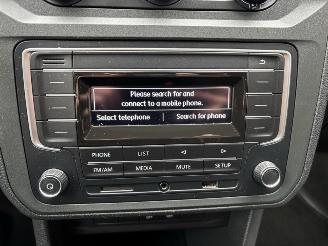 Please search for and
connect to a mobile phone.
Select telephone Search for phone
PHONE LIST
FM/AM MEDIA MUTE SETUP